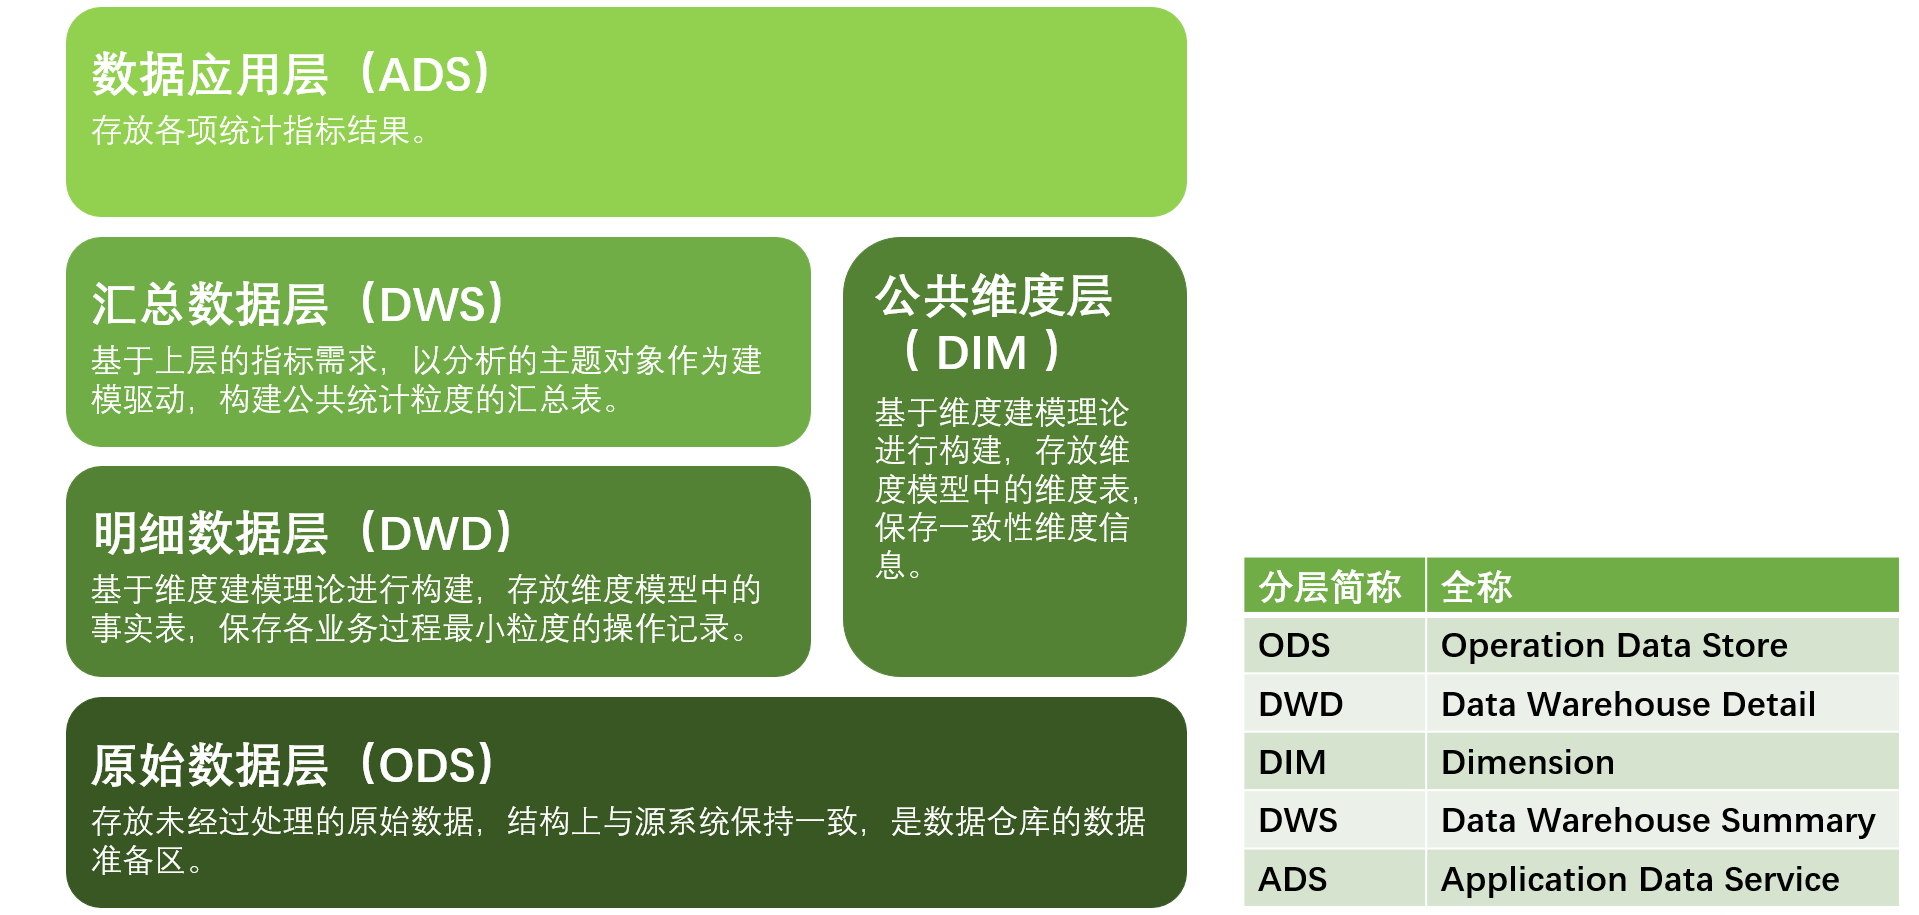 数据应用层（ADS）
存放各项统计指标结果。
汇总数据层（DWS）
基于上层的指标需求，以分析的主题对象作为建
模驱动，构建公共统计粒度的汇总表。
公共维度层
（DIM）
基于维度建模理论
进行构建，存放维
度模型中的维度表，
保存一致性维度信
息。
明细数据层（DWD）
基于维度建模理论进行构建，存放维度模型中的
事实表，保存各业务过程最小粒度的操作记录。
原始数据层（ODS）
存放未经过处理的原始数据，结构上与源系统保持一致，是数据仓库的数据
准备区。
分层简称 全称
ODS Operation Data Store
DWD Data Warehouse Detail
DIM Dimension
DWS Data Warehouse Summary
ADS Application Data Service